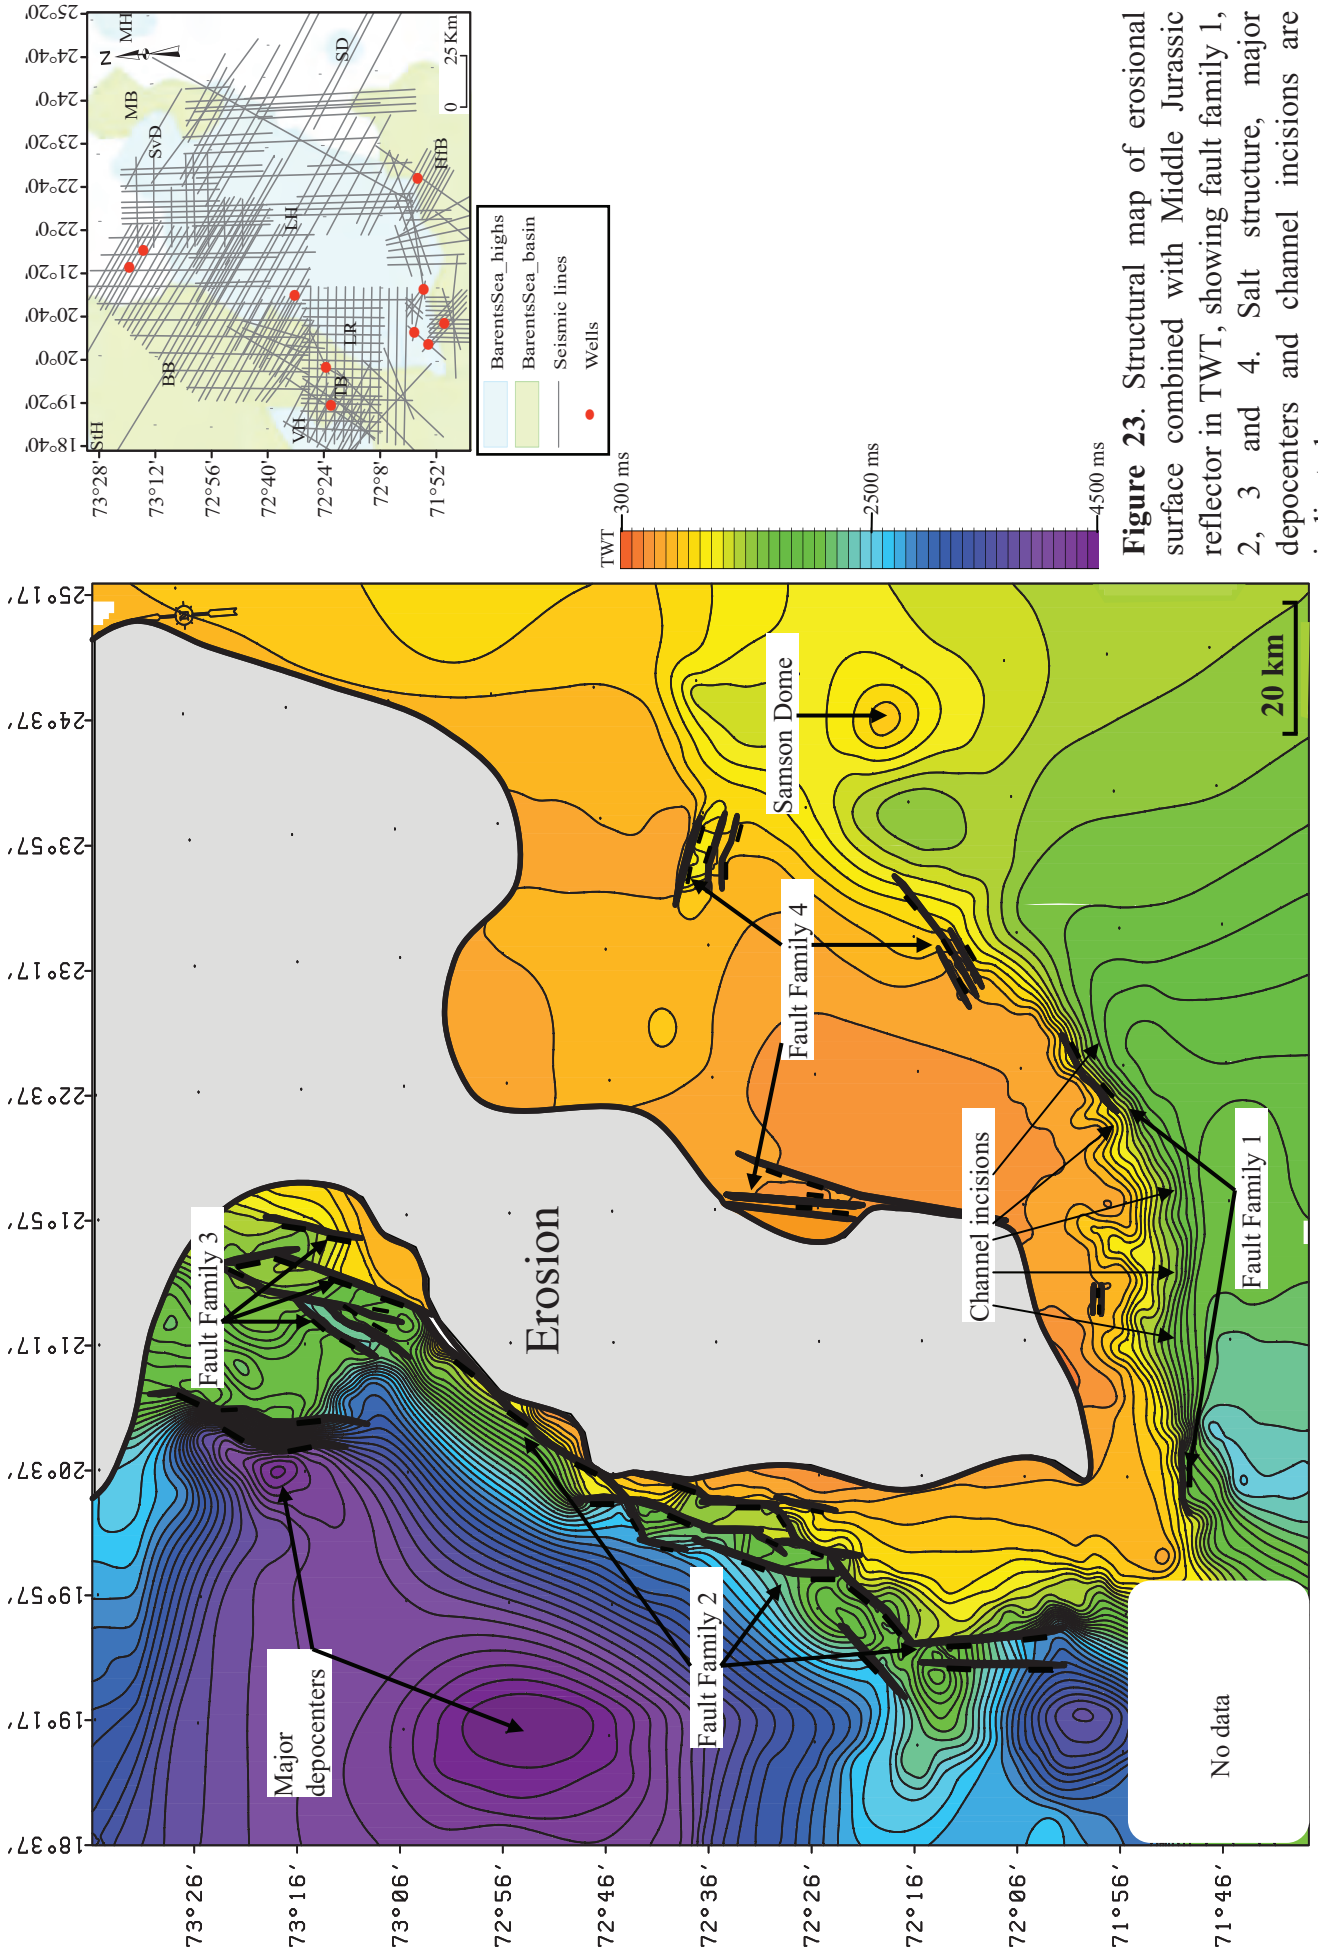 73°26'
73°16'
73°06'
72°56'
72°46'
72°36'
72°26'
72°16'
72°06'
71°56'
71°46'
18°37'
19°17'
19°57'
20°37'
21°17'
21°57'
22°37'
23°17'
23°57'
24°37'
25°17'
Major
depocenters
Fault Family 3
Erosion
Fault Family 2
Fault Family 4
Samson Dome
Channel incisions
Fault Family 1
No data
20 km
TWT
300 ms
2500 ms
4500 ms
73°28'
73°12'
72°56'
72°40'
72°24'
72°8'
71°52'
18°40'
19°20'
20°0'
20°40'
21°20'
22°0'
22°40'
23°20'
24°0'
24°40'
25°20'
StH
BB
SvD
MB
MH
N
VH
TB
LR
LH
SD
HfB
0
25 Km
BarentsSea_highs
BarentsSea_basin
Seismic lines
Wells
Figure 23. Structural map of erosional
surface combined with Middle Jurassic
reflector in TWT, showing fault family 1,
2, 3 and 4. Salt structure, major
depocenters and channel incisions are